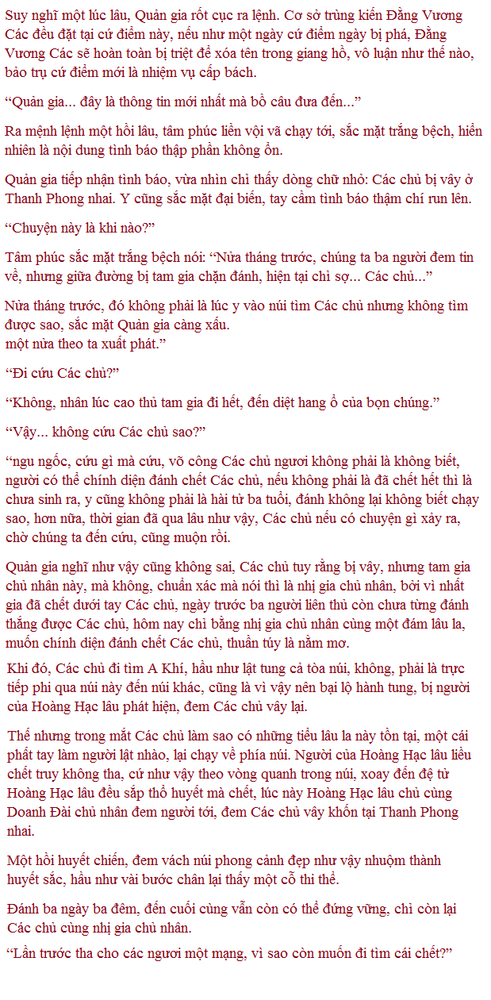 Suy nghĩ một lúc lâu, Quản gia rốt cục ra lệnh. Cơ sở trùng kiến Đằng Vương
Các đều đặt tại cứ điểm này, nếu như một ngày cứ điểm ngày bị phá, Đằng
Vương Các sẽ hoàn toàn bị triệt để xóa tên trong giang hồ, vô luận như thế nào,
bảo trụ cứ điểm mới là nhiệm vụ cấp bách.
“Quản gia... đây là thông tin mới nhất mà bồ câu đưa đến...”
Ra mệnh lệnh một hồi lâu, tâm phúc liền vội vã chạy tới, sắc mặt trắng bệch, hiển
nhiên là nội dung tình báo thập phần không ổn.
Quản gia tiếp nhận tình báo, vừa nhìn chỉ thấy dòng chữ nhỏ: Các chủ bị vây ở
Thanh Phong nhai. Y cũng sắc mặt đại biến, tay cầm tình báo thậm chí run lên.
“Chuyện này là khi nào?”
Tâm phúc sắc mặt trắng bệch nói: “Nửa tháng trước, chúng ta ba người đem tin
về, nhưng giữa đường bị tam gia chặn đánh, hiện tại chỉ sợ... Các chủ...”
Nửa tháng trước, đó không phải là lúc y vào núi tìm Các chủ nhưng không tìm
được sao, sắc mặt Quản gia càng xấu.
một nửa theo ta xuất phát.”
“Đi cứu Các chủ?”
“Không, nhân lúc cao thủ tam gia đi hết, đến diệt hang ổ của bọn chúng.”
“Vậy... không cứu Các chủ sao?”
“ngu ngốc, cứu gì mà cứu, võ công Các chủ ngươi không phải là không biết,
người có thể chính diện đánh chết Các chủ, nếu không phải là đã chết hết thì là
chưa sinh ra, y cũng không phải là hài tử ba tuổi, đánh không lại không biết chạy
sao, hơn nữa, thời gian đã qua lâu như vậy, Các chủ nếu có chuyện gì xảy ra,
chờ chúng ta đến cứu, cũng muộn rồi.
Quản gia nghĩ như vậy cũng không sai, Các chủ tuy rằng bị vây, nhưng tam gia
chủ nhân này, mà không, chuẩn xác mà nói thì là nhị gia chủ nhân, bởi vì nhất
gia đã chết dưới tay Các chủ, ngày trước ba người liên thủ còn chưa từng đánh
thắng được Các chủ, hôm nay chỉ bằng nhị gia chủ nhân cùng một đám lâu la,
muốn chính diện đánh chết Các chủ, thuần túy là nằm mơ.
Khi đó, Các chủ đi tìm A Khí, hầu như lật tung cả tòa núi, không, phải là trực
tiếp phi qua núi này đến núi khác, cũng là vì vậy nên bại lộ hành tung, bị người
của Hoàng Hạc lâu phát hiện, đem Các chủ vây lại.
Thế nhưng trong mắt Các chủ làm sao có những tiểu lâu la này tồn tại, một cái
phất tay làm người lật nhào, lại chạy về phía núi. Người của Hoàng Hạc lâu liều
chết truy không tha, cứ như vậy theo vòng quanh trong núi, xoay đến đệ tử
Hoàng Hạc lâu đều sắp thổ huyết mà chết, lúc này Hoàng Hạc lâu chủ cùng
Doanh Đài chủ nhân đem người tới, đem Các chủ vây khốn tại Thanh Phong
nhai.
Một hồi huyết chiến, đem vách núi phong cảnh đẹp như vậy nhuộm thành
huyết sắc, hầu như vài bước chân lại thấy một cỗ thi thể.
Đánh ba ngày ba đêm, đến cuối cùng vẫn còn có thể đứng vững, chỉ còn lại
Các chủ cùng nhị gia chủ nhân.
“Lần trước tha cho các ngươi một mạng, vì sao còn muốn đi tìm cái chết?”